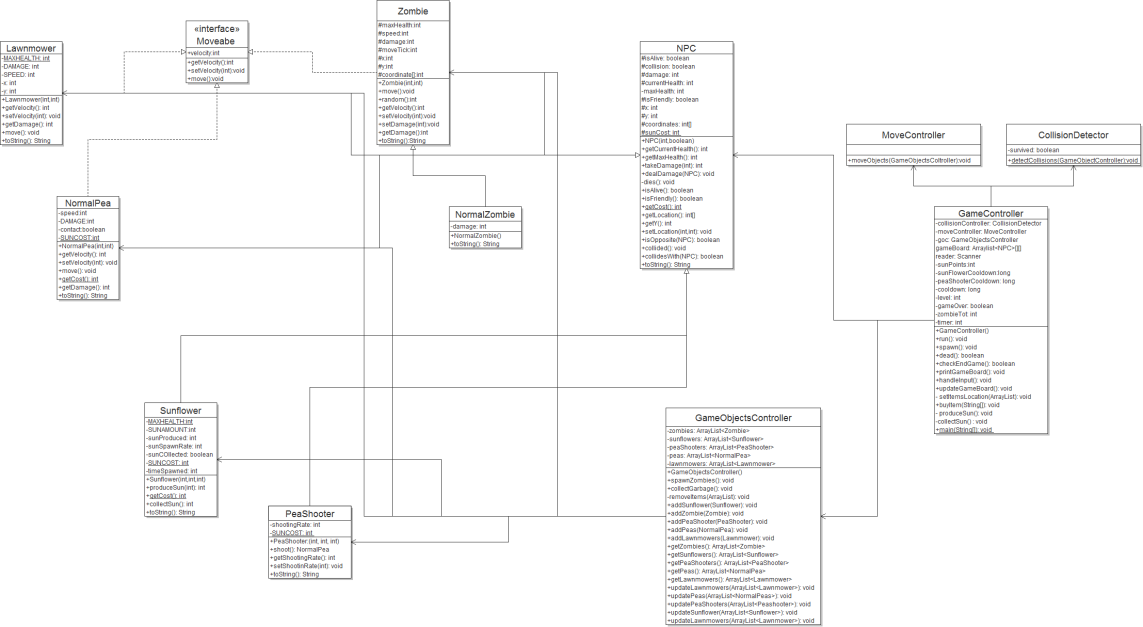 Lawnmower
-MAXHEALTH: int
-DAMAGE: int
-SPEED: int
-x: int
-y: int
+Lawnmower(int,int)
+getVelocity(): int
+setVelocity(int): void
+getDamage(): int
+move(): void
+toString(): String
«interface»
Moveabe
+velocity:int
+getVelocity():int
+setVelocity(int):void
+move():void
Zombie
#maxHealth:int
#speed:int
#damage:int
#moveTick:int
#x:int
#y:int
#coordinate[]:int
+Zombie(int,int)
+move():void
+random():int
+getVelocity():int
+setVelocity(int):void
+setDamage(int):void
+getDamage():int
+toString():String
NPC
#isAlive: boolean
#collision: boolean
#damage: int
#currentHealth: int
-maxHealth: int
#isFriendly: boolean
#x: int
#y: int
#coordinates: int[]
#sunCost: int
+NPC(int,boolean)
+getCurrentHealth(): int
+getMaxHealth(): int
+takeDamage(int): int
+dealDamage(NPC): void
-dies(): void
+isAlive(): boolean
+isFriendly(): boolean
+getCost(): int
+getLocation(): int[]
+getY(): int
+setLocation(int,int): void
+isOpposite(NPC): boolean
+collided(): void
+collidesWith(NPC): boolean
+toString(): String
MoveController
+moveObjects(GameObjectsColltroller):void
CollisionDetector
-survived: boolean
+detectCollisions(GameObjectController):void
NormalPea
-speed:int
-DAMAGE:int
-contact:boolean
-SUNCOST:int
+NormalPea(int,int)
+getVelocity(): int
+setVelocity(int): void
+move(): void
+getCost(): int
+getDamage(): int
+toString(): String
NormalZombie
-damage: int
+NormalZombie()
+toString(): String
GameController
-collisionController: CollisionDetector
-moveController: MoveController
-goc: GameObjectsController
gameBoard: Arraylist<NPC>[][]
reader: Scanner
-sunPoints:int
-sunFlowerCooldown:long
-peaShooterCooldown: long
-cooldown: long
-level: int
-gameOver: boolean
-zombieTot: int
-timer: int
+GameController()
+run(): void
+spawn(): void
+dead(): boolean
+checkEndGame(): boolean
+printGameBoard(): void
+handleInput(): void
+updateGameBoard(): void
- setItemsLocation(ArrayList): void
+buyItem(String[]): void
- produceSun(): void
-collectSun() : void
+main(String[]): void
Sunflower
-MAXHEALTH:int
-SUNAMOUNT:int
-sunProduced: int
-sunSpawnRate: int
-sunCOllected: boolean
-SUNCOST: int
-timeSpawned: int
+Sunflower(int,int,int)
+produceSun(int): int
+getCost(): int
+collectSun(): int
+toString(): String
PeaShooter
-shootingRate: int
-SUNCOST: int
+PeaShooter:(int, int, int)
+shoot(): NormalPea
+getShootingRate(): int
+setShootinRate(int): void
+toString(): String
GameObjectsController
-zombies: ArrayList<Zombie>
-sunflowers: ArrayList<Sunflower>
-peaShooters: ArrayList<PeaShooter>
-peas: ArrayList<NormalPea>
-lawnmowers: ArrayList<Lawnmower>
+GameObjectsController()
+spawnZombies(): void
+collectGarbage(): void
-removeItems(ArrayList): void
+addSunflower(Sunflower): void
+addZombie(Zombie): void
+addPeaShooter(PeaShooter): void
+addPeas(NormalPea): void
+addLawnmowers(Lawnmower): void
+getZombies(): ArrayList<Zombie>
+getSunflowers(): ArrayList<Sunflower>
+getPeaShooters(): ArrayList<PeaShooter>
+getPeas(): ArrayList<NormalPea>
+getLawnmowers(): ArrayList<Lawnmower>
+updateLawnmowers(ArrayList<Lawnmower>): void
+updatePeas(ArrayList<NormalPeas>): void
+updatePeaShooters(ArrayList<Peashooter>): void
+updateSunflower(ArrayList<Sunflower>): void
+updateLawnmowers(ArrayList<Lawnmower>): void